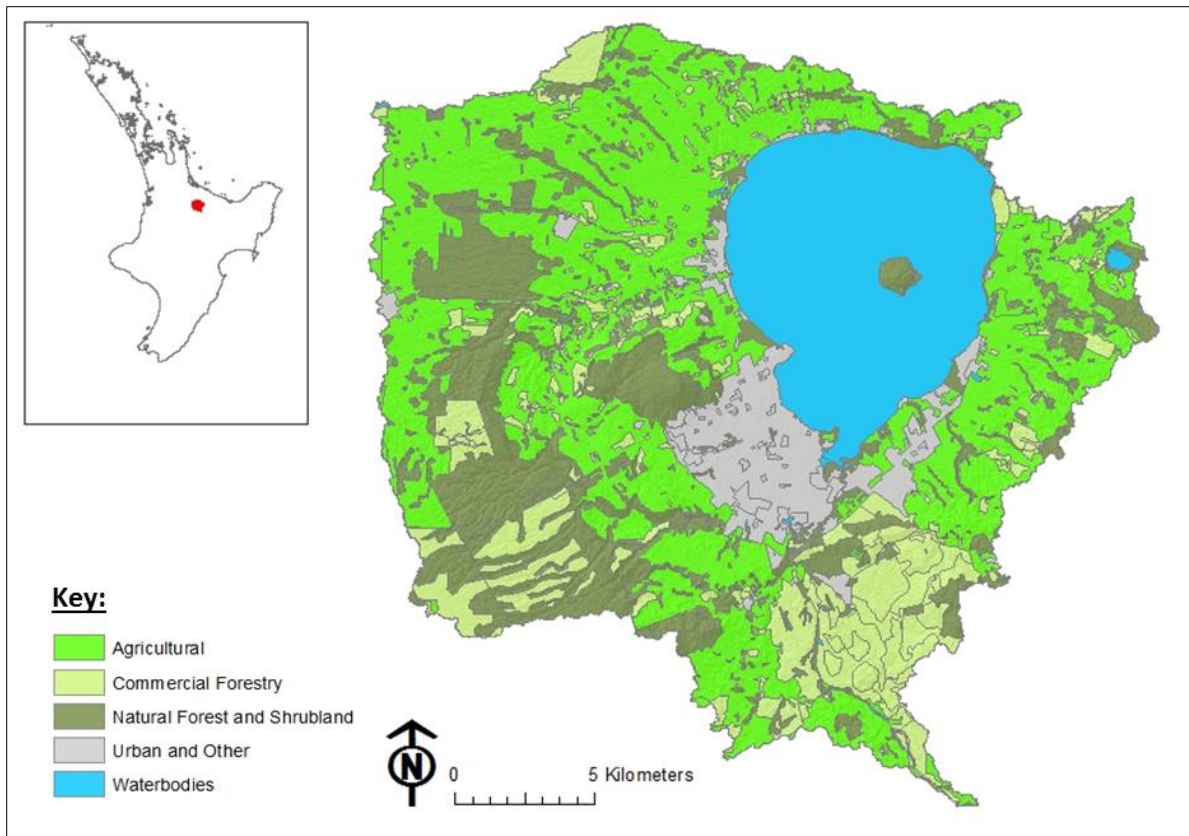 Key:
Agricultural
Commercial Forestry
Natural Forest and Shrubland
Urban and Other
Waterbodies
N
0 5 Kilometers